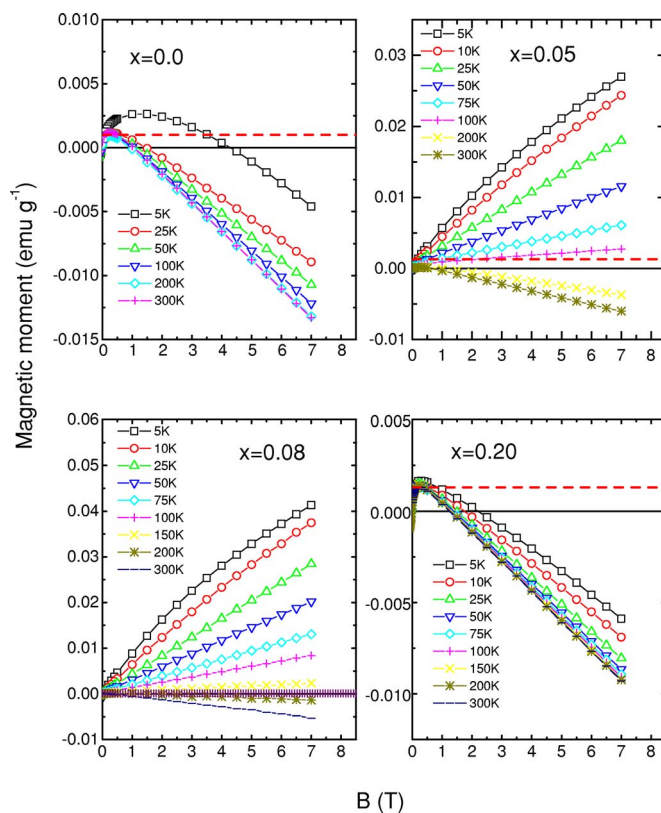 Magnetic moment (emu g-1)
x=0.0
0.010
0.005
0.000
-0.005
-0.010
-0.015
5K
25K
50K
100K
200K
300K
0 1 2 3 4 5 6 7 8
x=0.05
0.03
0.02
0.01
0.00
-0.01
5K
10K
25K
50K
75K
100K
200K
300K
0 1 2 3 4 5 6 7 8
x=0.08
0.06
0.05
0.04
0.03
0.02
0.01
0.00
-0.01
5K
10K
25K
50K
75K
100K
150K
200K
300K
0 1 2 3 4 5 6 7 8
x=0.20
0.005
0.000
-0.005
-0.010
5K
10K
25K
50K
75K
100K
150K
200K
300K
0 1 2 3 4 5 6 7 8
B (T)